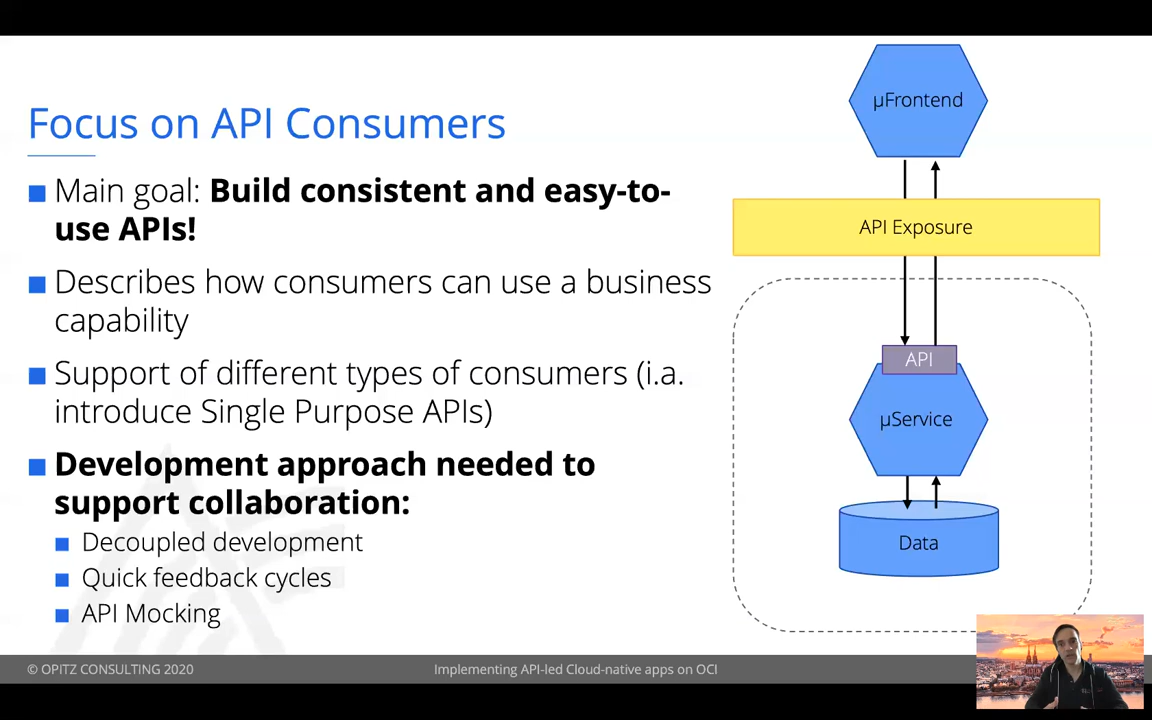 Focus on API Consumers
Main goal: Build consistent and easy-to-
use APIs!
Describes how consumers can use a business
capability
Support of different types of consumers (i.a.
introduce Single Purpose APIs)
Development approach needed to
support collaboration:
Decoupled development
Quick feedback cycles
API Mocking
µFrontend
API Exposure
API
µService
Data
© OPITZ CONSULTING 2020
Implementing API-led Cloud-native apps on OCI